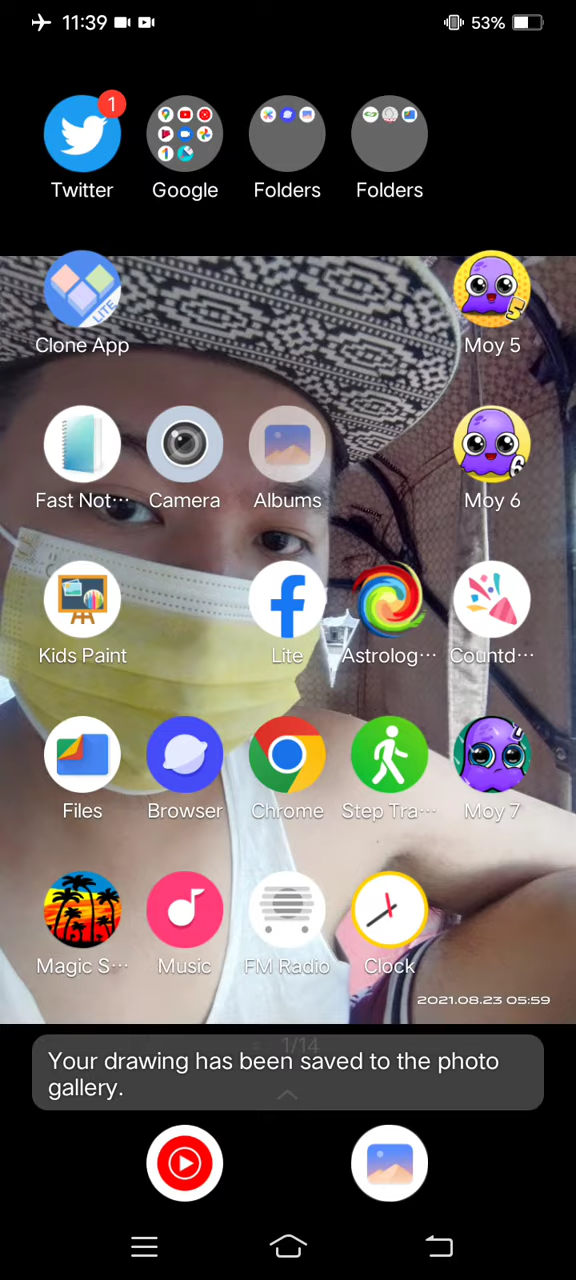 11:39
53%
1
Twitter
Google
Folders
Folders
LITE
Clone App
5
Moy 5
Fast Not···
Camera
Albums
6
Moy 6
Kids Paint
Lite
Astrolog···
Countd···
Files
Browser
Chrome
Step Tra···
Moy 7
Magic S···
Music
FM Radio
Clock
2021.08.23 05:59
1/14
Your drawing has been saved to the photo
gallery.